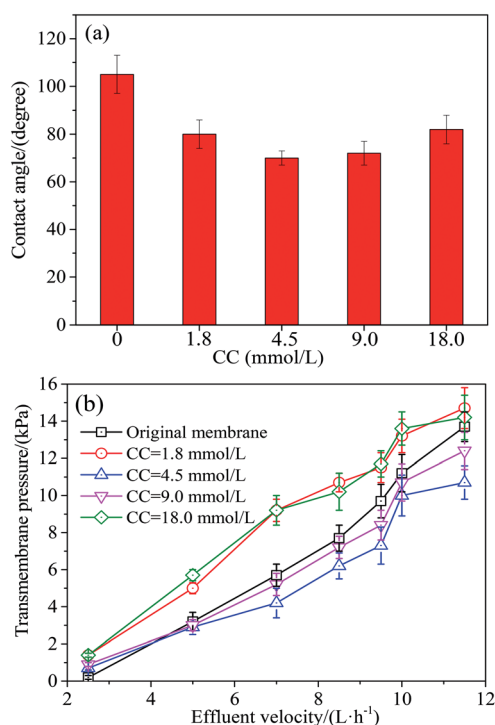 (a)
Contact angle/(degree)
120
100
80
60
40
20
0
0 1.8 4.5 9.0 18.0
CC (mmol/L)
(b)
Transmembrane pressure/(kPa)
16
14
12
10
8
6
4
2
0
Original membrane
CC=1.8 mmol/L
CC=4.5 mmol/L
CC=9.0 mmol/L
CC=18.0 mmol/L
2 4 6 8 10 12
Effluent velocity/(L·h⁻¹)